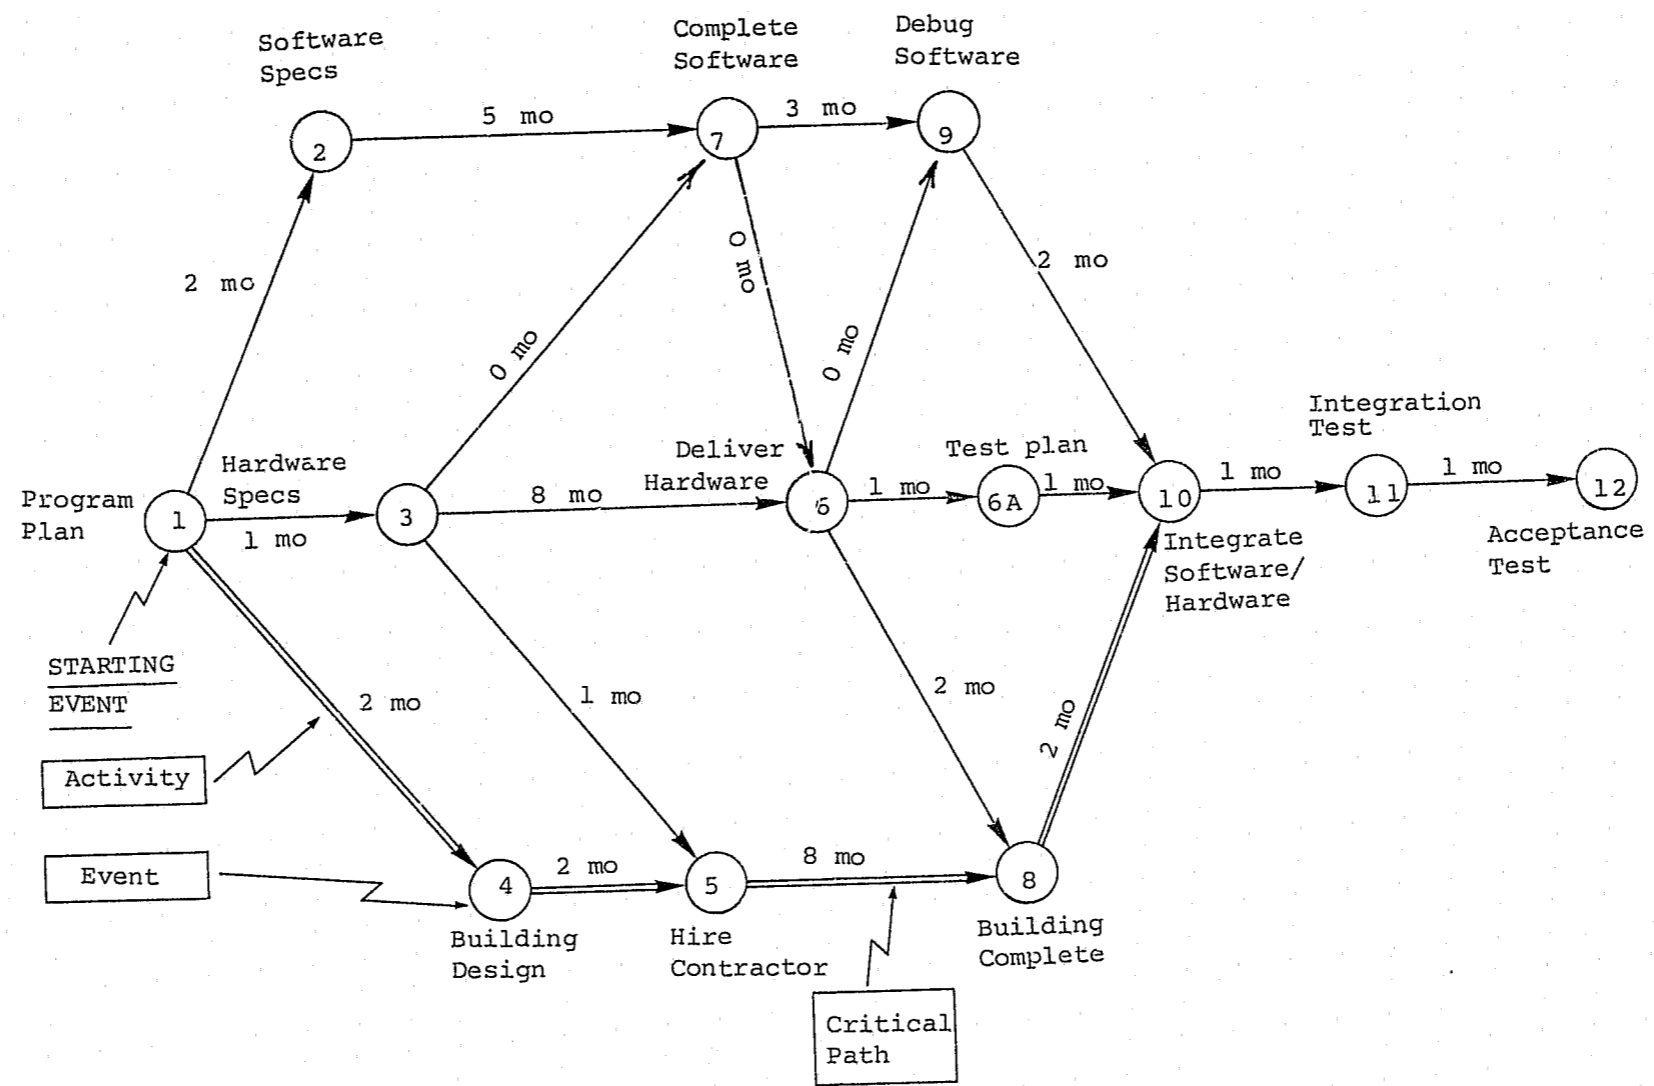 Software
Specs
Complete
Software
Debug
Software
5 mo
3 mo
2
7
9
2 mo
0 mo
0 mo
0 mo
2 mo
Program
Plan
Hardware
Specs
1
1 mo
3
8 mo
Deliver
Hardware
6
1 mo
Test plan
6A
1 mo
10
1 mo
Integration
Test
11
1 mo
12
Integrate
Software/
Hardware
Acceptance
Test
STARTING
EVENT
2 mo
1 mo
2 mo
2 mo
Activity
Event
4
2 mo
5
8 mo
8
Building
Design
Hire
Contractor
Building
Complete
Critical
Path